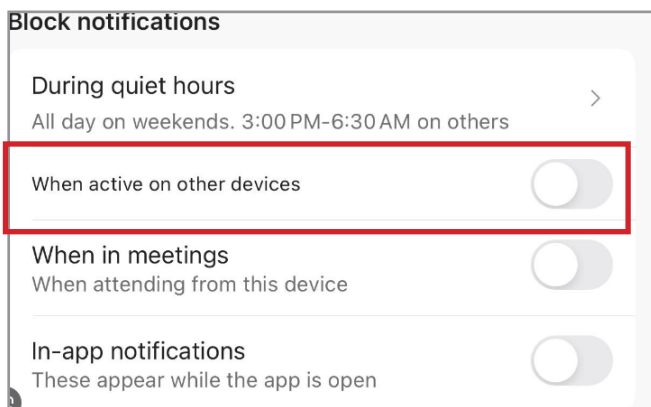 Block notifications
During quiet hours
All day on weekends. 3:00 PM-6:30 AM on others
When active on other devices
When in meetings
When attending from this device
In-app notifications
These appear while the app is open